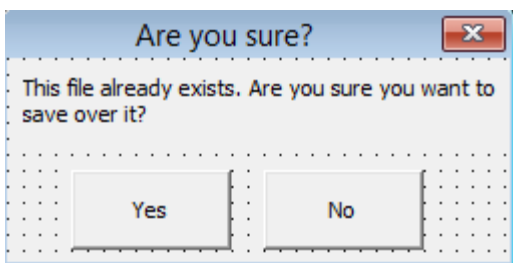 Are you sure?
This file already exists. Are you sure you want to
save over it?
Yes
No